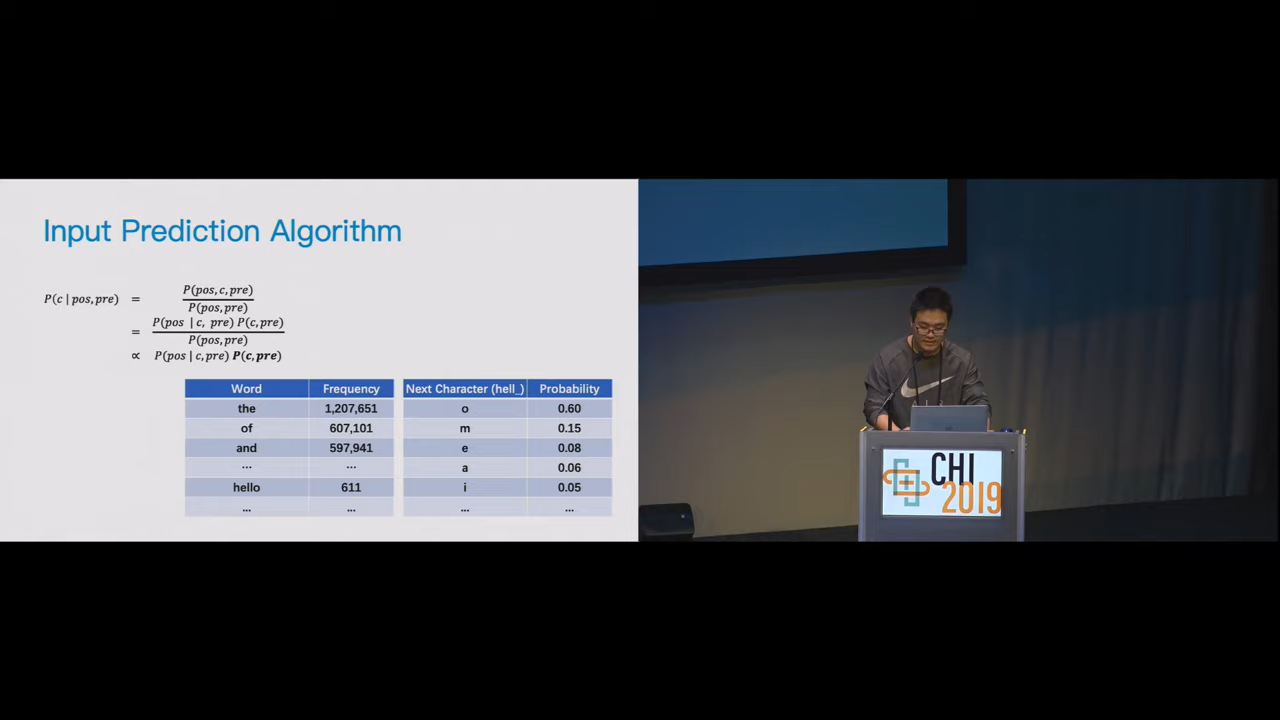 Input Prediction Algorithm
P(c | pos, pre) = P(pos, c, pre) / P(pos, pre)
= P(pos | c, pre) P(c, pre) / P(pos, pre)
∝ P(pos | c, pre) P(c, pre)
Word Frequency Next Character (hell_) Probability
the 1,207,651 o 0.60
of 607,101 m 0.15
and 597,941 e 0.08
... ... a 0.06
hello 611 i 0.05
... ... ... ...
CHI
2019